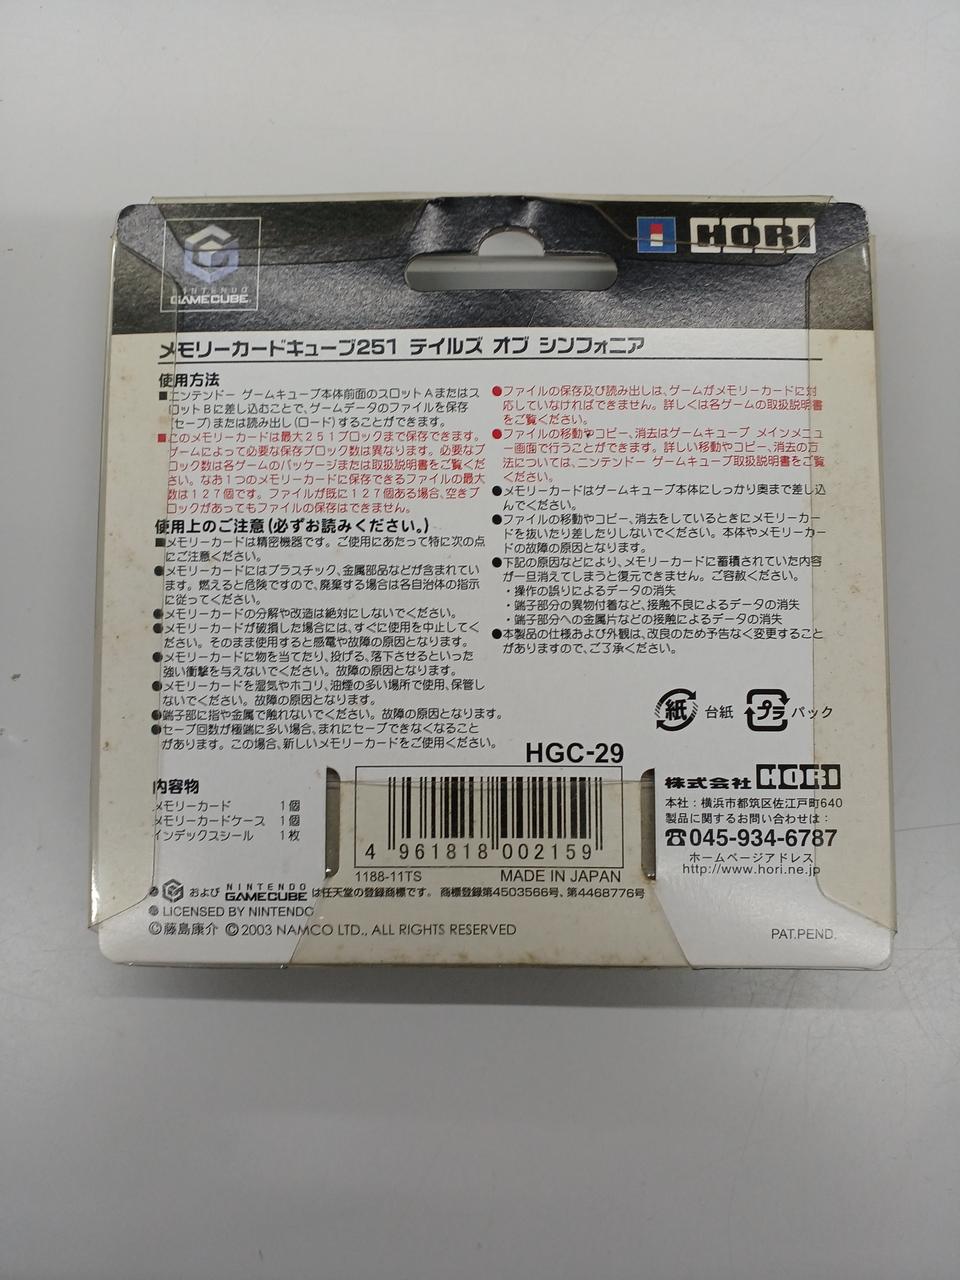 NINTENDO
GAMECUBE
HORI
メモリーカードキューブ251 テイルズ オブ シンフォニア
使用方法
■ニンテンドー ゲームキューブ本体前面のスロットAまたはス
ロットBに差し込むことで、ゲームデータのファイルを保存
(セーブ)または読み出し(ロード)することができます。
■このメモリーカードは最大251ブロックまで保存できます。
ゲームによって必要な保存ブロック数は異なります。必要なブ
ロック数は各ゲームのパッケージまたは取扱説明書をご覧くだ
さい。なお1つのメモリーカードに保存できるファイルの最大
数は127個です。ファイルが既に127個ある場合、空きブ
ロックがあってもファイルの保存はできません。
使用上のご注意(必ずお読みください。)
■メモリーカードは精密機器です。ご使用にあたって特に次の点
にご注意ください。
●メモリーカードにはプラスチック、金属部品などが含まれてい
ます。燃えると危険ですので、廃棄する場合は各自治体の指示
に従ってください。
●メモリーカードの分解や改造は絶対にしないでください。
●メモリーカードが破損した場合には、すぐに使用を中止してく
ださい。そのまま使用すると感電や故障の原因となります。
●メモリーカードに物を当てたり、投げる、落下させるといった
強い衝撃を与えないでください。故障の原因となります。
●メモリーカードを湿気やホコリ、油煙の多い場所で使用、保管し
ないでください。故障の原因となります。
●端子部に指や金属で触れないでください。故障の原因となります。
●セーブ回数が極端に多い場合、まれにセーブできなくなること
があります。この場合、新しいメモリーカードをご使用ください。
●ファイルの保存及び読み出しは、ゲームがメモリーカードに対
応していなければできません。詳しくは各ゲームの取扱説明書
をご覧ください。
●ファイルの移動やコピー、消去はゲームキューブ メインメニュ
ー画面で行うことができます。詳しい移動やコピー、消去の方
法については、ニンテンドー ゲームキューブ取扱説明書をご覧
ください。
●メモリーカードはゲームキューブ本体にしっかり奥まで差し込
んでください。
●ファイルの移動やコピー、消去をしているときにメモリーカー
ドを抜いたり差したりしないでください。本体やメモリーカー
ドの故障の原因となります。
●下記の原因などにより、メモリーカードに蓄積されていた内容
が一旦消えてしまうと復元できません。ご容赦ください。
・操作の誤りによるデータの消失
・端子部分の異物付着など、接触不良によるデータの消失
・端子部分への金属片などの接触によるデータの消失
●本製品の仕様および外観は、改良のため予告なく変更すること
がありますので、ご了承ください。
紙 台紙 プラ パック
HGC-29
内容物
メモリーカード 1個
メモリーカードケース 1個
インデックスシール 1枚
4 961818 002159
1188-11TS MADE IN JAPAN
株式会社 HORI
本社：横浜市都筑区佐江戸町640
製品に関するお問い合わせは：
☎045-934-6787
ホームページアドレス
http://www.hori.ne.jp
● および NINTENDO GAMECUBE は任天堂の登録商標です。 商標登録第4503566号、第4468776号
● LICENSED BY NINTENDO
©藤島康介 ©2003 NAMCO LTD., ALL RIGHTS RESERVED
PAT.PEND.